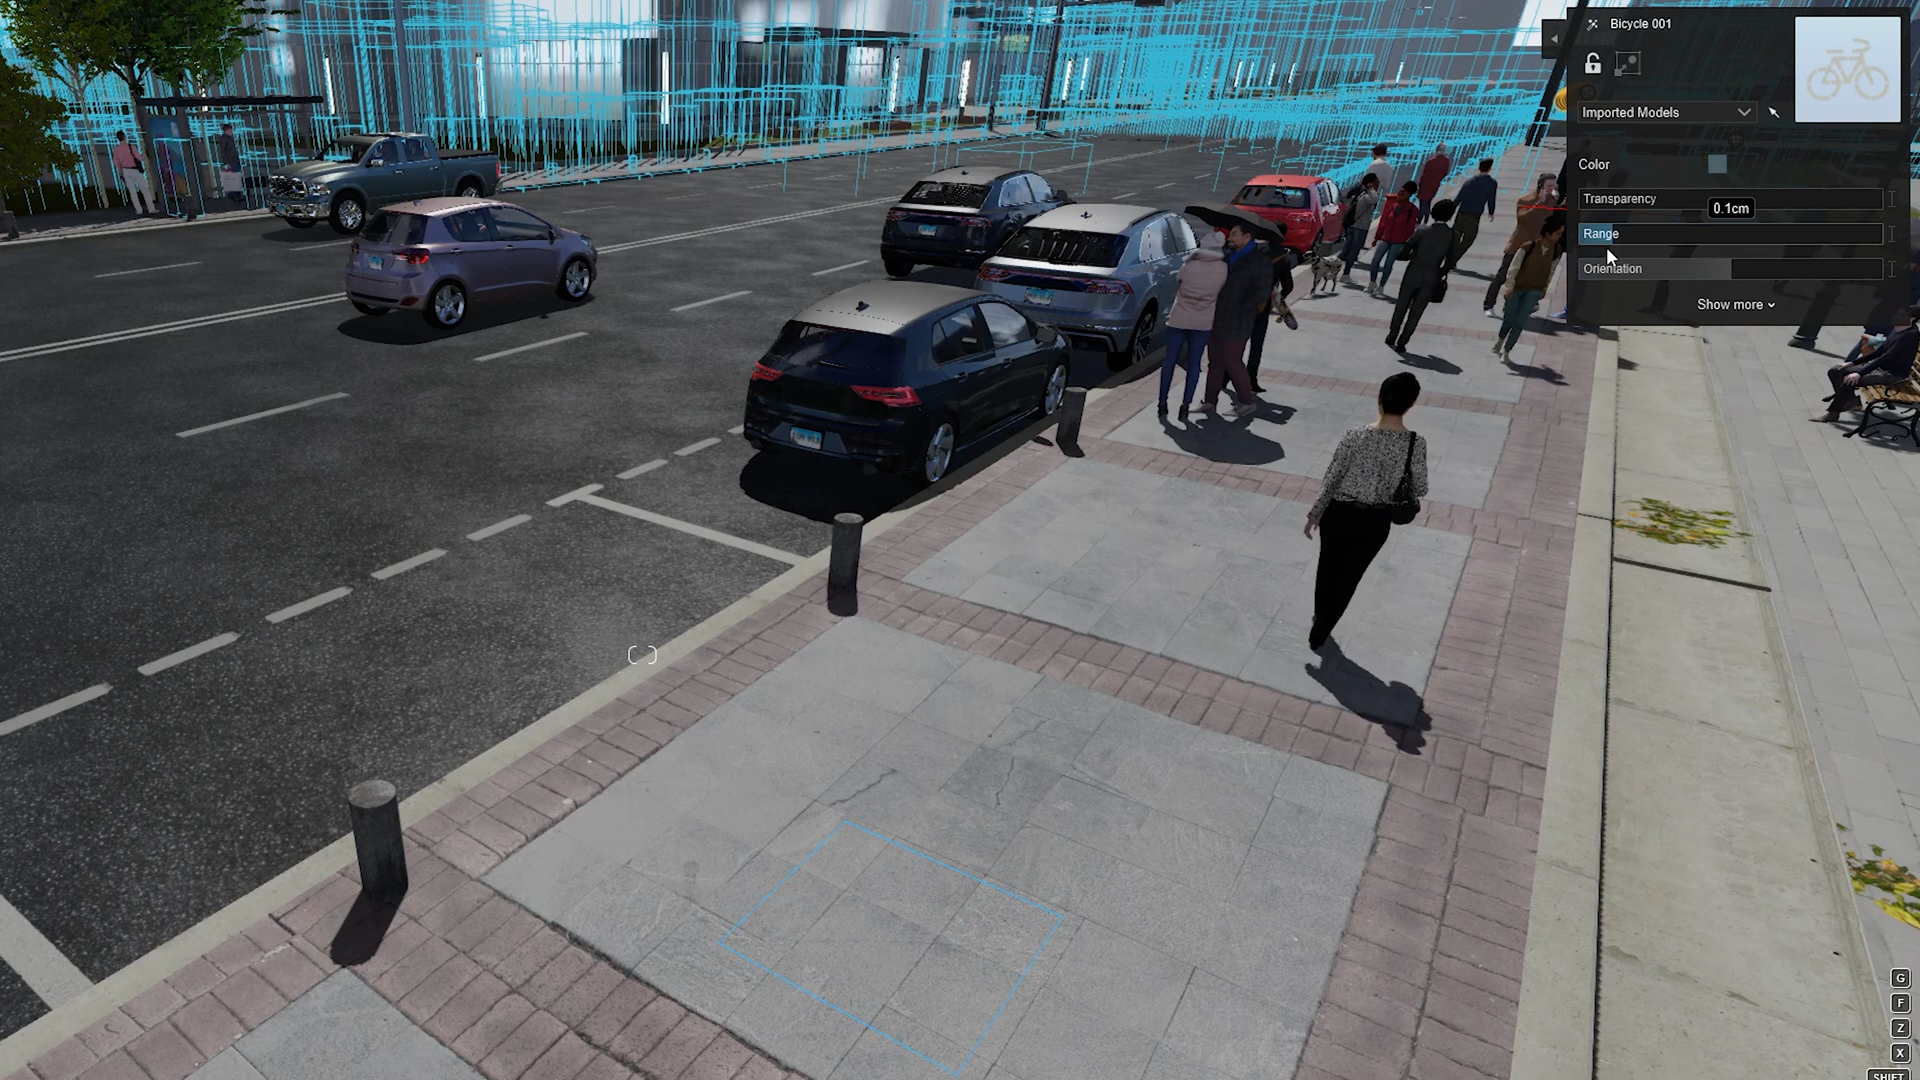 Bicycle 001
Imported Models
Color
Transparency
0.1cm
Range
Orientation
Show more
G
F
Z
X
SHIFT